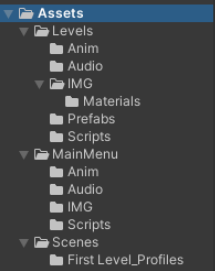 Assets
Levels
Anim
Audio
IMG
Materials
Prefabs
Scripts
MainMenu
Anim
Audio
IMG
Scripts
Scenes
First Level_Profiles